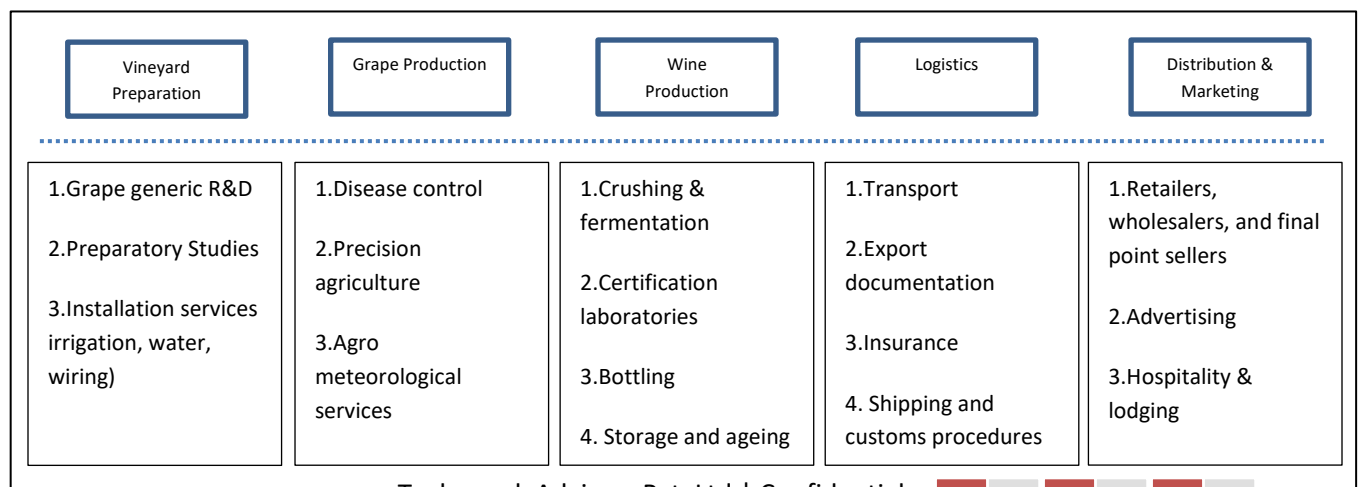 Vineyard
Preparation
Grape Production
Wine
Production
Logistics
Distribution &
Marketing
1.Grape generic R&D
2.Preparatory Studies
3.Installation services
irrigation, water,
wiring)
1.Disease control
2.Precision
agriculture
3.Agro
meteorological
services
1.Crushing &
fermentation
2.Certification
laboratories
3.Bottling
4. Storage and ageing
1.Transport
2.Export
documentation
3.Insurance
4. Shipping and
customs procedures
1.Retailers,
wholesalers, and final
point sellers
2.Advertising
3.Hospitality &
lodging
Pvt. Ltd | Confidential